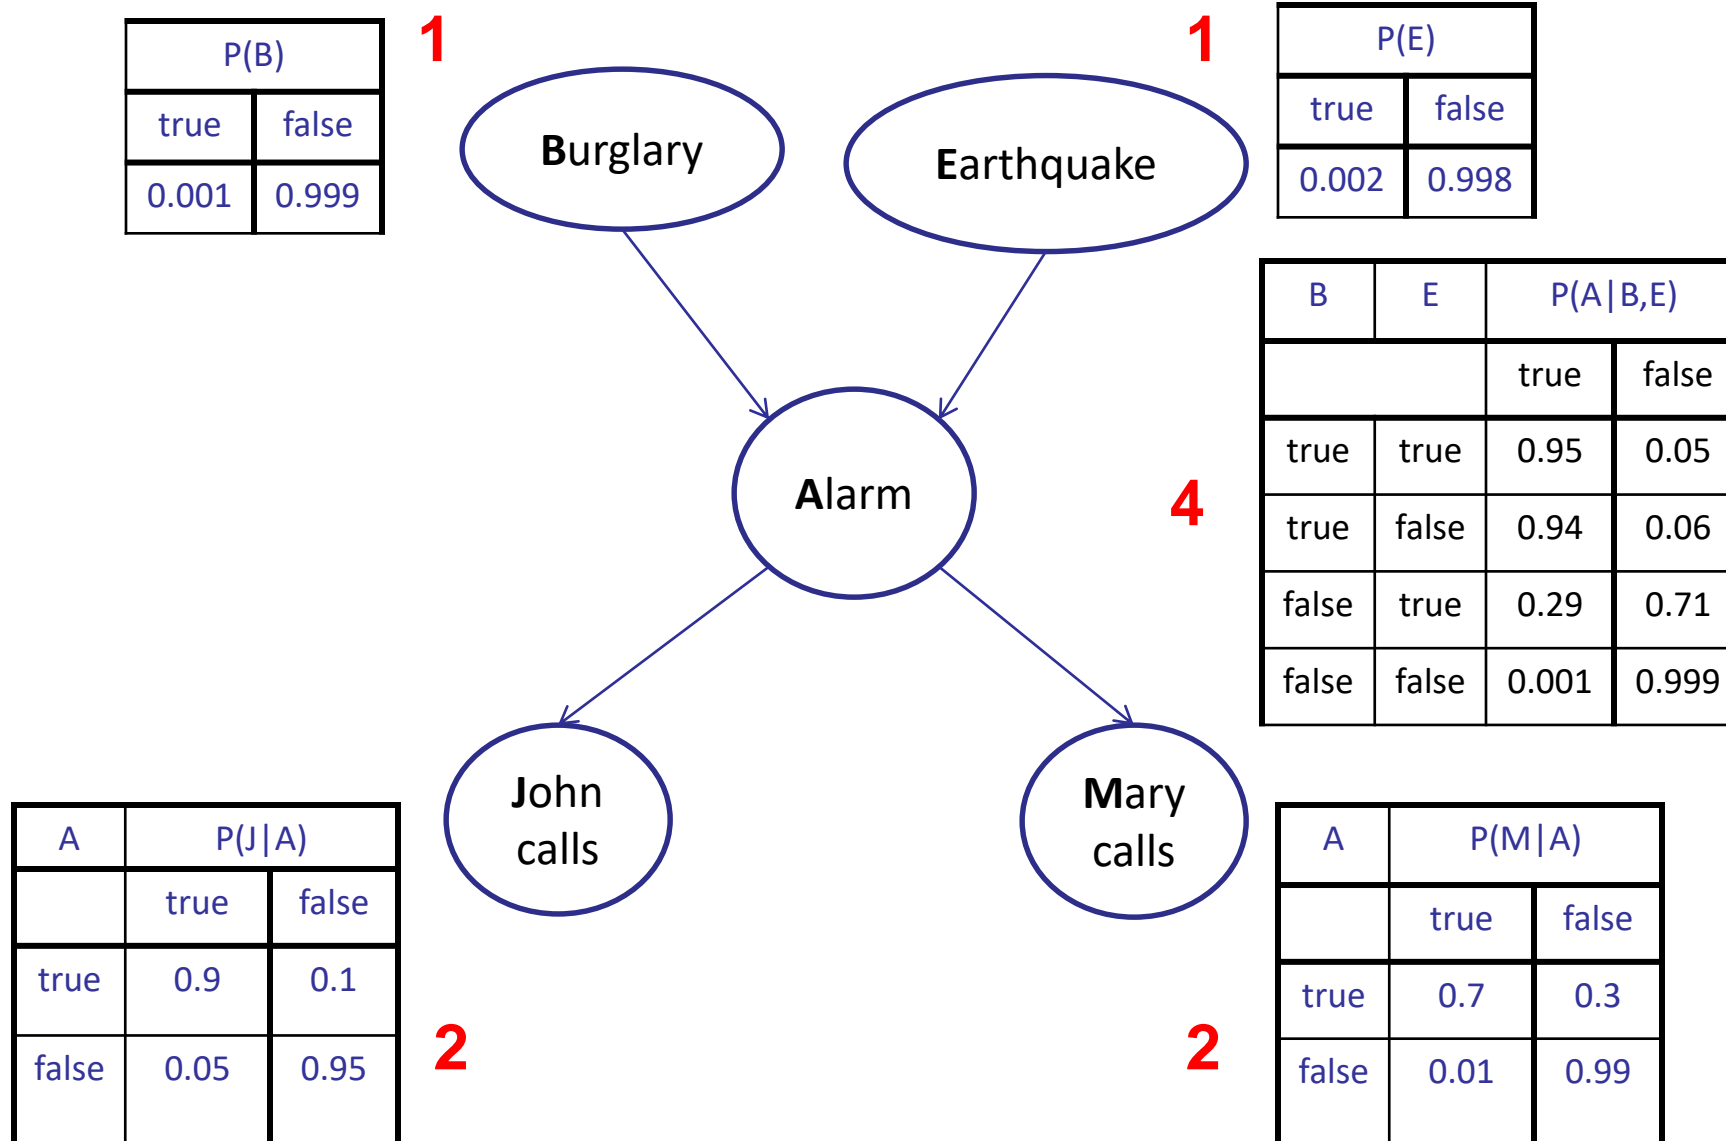 P(B)
true false
0.001 0.999
1
Burglary
1
Earthquake
P(E)
true false
0.002 0.998
B E P(A|B,E)
true false
true true 0.95 0.05
true false 0.94 0.06
false true 0.29 0.71
false false 0.001 0.999
4
Alarm
John
calls
Mary
calls
A P(J|A)
true false
true 0.9 0.1
false 0.05 0.95
2
2
A P(M|A)
true false
true 0.7 0.3
false 0.01 0.99